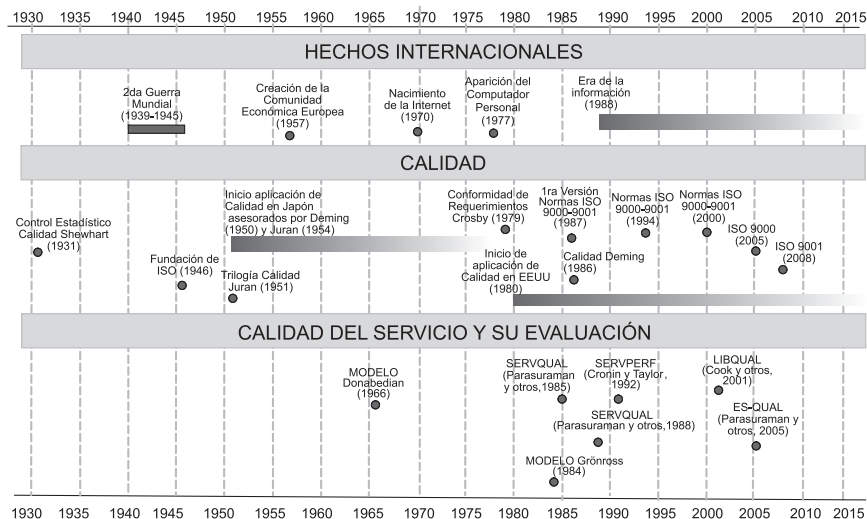 1930 1935 1940 1945 1950 1955 1960 1965 1970 1975 1980 1985 1990 1995 2000 2005 2010 2015
HECHOS INTERNACIONALES
2da Guerra
Mundial
(1939-1945)
Creación de la
Comunidad
Económica Europea
(1957)
Nacimiento
de la Internet
(1970)
Aparición del
Computador
Personal
(1977)
Era de la
información
(1988)
CALIDAD
Control Estadístico
Calidad Shewhart
(1931)
Fundación de
ISO (1946)
Inicio aplicación de
Calidad en Japón
asesorados por Deming
(1950) y Juran (1954)
Trilogía Calidad
Juran (1951)
Conformidad de
Requerimientos
Crosby (1979)
Inicio de
aplicación de
Calidad en EEUU
(1980)
1ra Versión
Normas ISO
9000-9001
(1987)
Calidad Deming
(1986)
Normas ISO
9000-9001
(1994)
Normas ISO
9000-9001
(2000)
ISO 9000
(2005)
ISO 9001
(2008)
CALIDAD DEL SERVICIO Y SU EVALUACIÓN
MODELO
Donabedian
(1966)
SERVQUAL
(Parasuraman
y otros,1985)
SERVPERF
(Cronin y Taylor,
1992)
SERVQUAL
(Parasuraman y otros,1988)
MODELO Grönross
(1984)
LIBQUAL
(Cook y otros,
2001)
ES-QUAL
(Parasuraman y
otros, 2005)
1930 1935 1940 1945 1950 1955 1960 1965 1970 1975 1980 1985 1990 1995 2000 2005 2010 2015